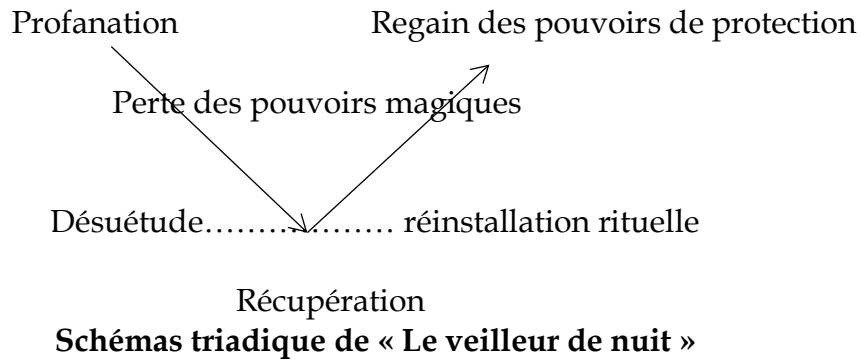 Profanation Regain des pouvoirs de protection
Perte des pouvoirs magiques
Désuétude.................. réinstallation rituelle
Récupération
Schémas triadique de « Le veilleur de nuit »